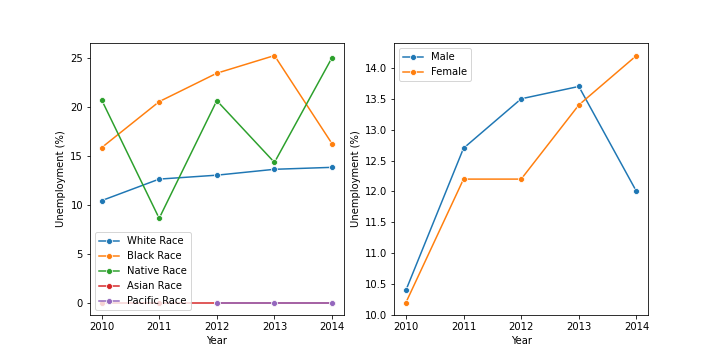 Unemployment (%)
25
20
15
10
5
0
White Race
Black Race
Native Race
Asian Race
Pacific Race
2010 2011 2012 2013 2014
Year
Unemployment (%)
14.0
13.5
13.0
12.5
12.0
11.5
11.0
10.5
10.0
Male
Female
2010 2011 2012 2013 2014
Year